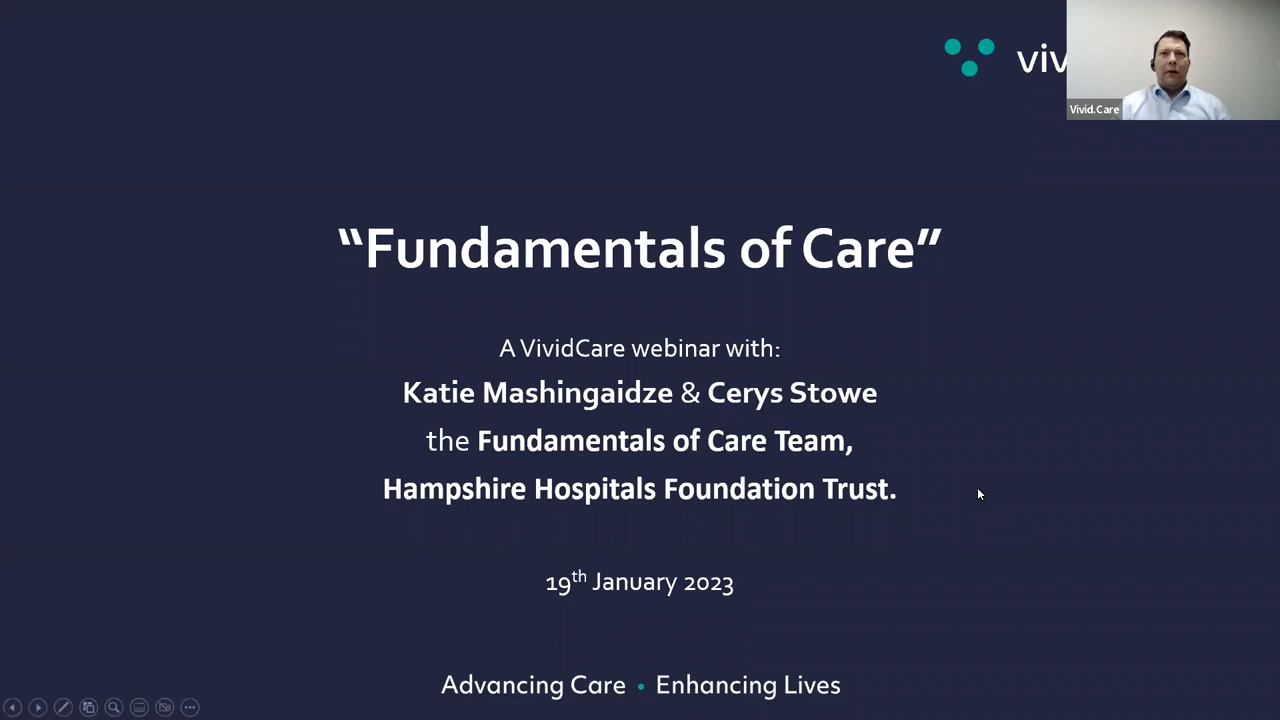 viv
Vivid.Care
“Fundamentals of Care”
A VividCare webinar with:
Katie Mashingaidze & Cerys Stowe
the Fundamentals of Care Team,
Hampshire Hospitals Foundation Trust.
19th January 2023
Advancing Care • Enhancing Lives